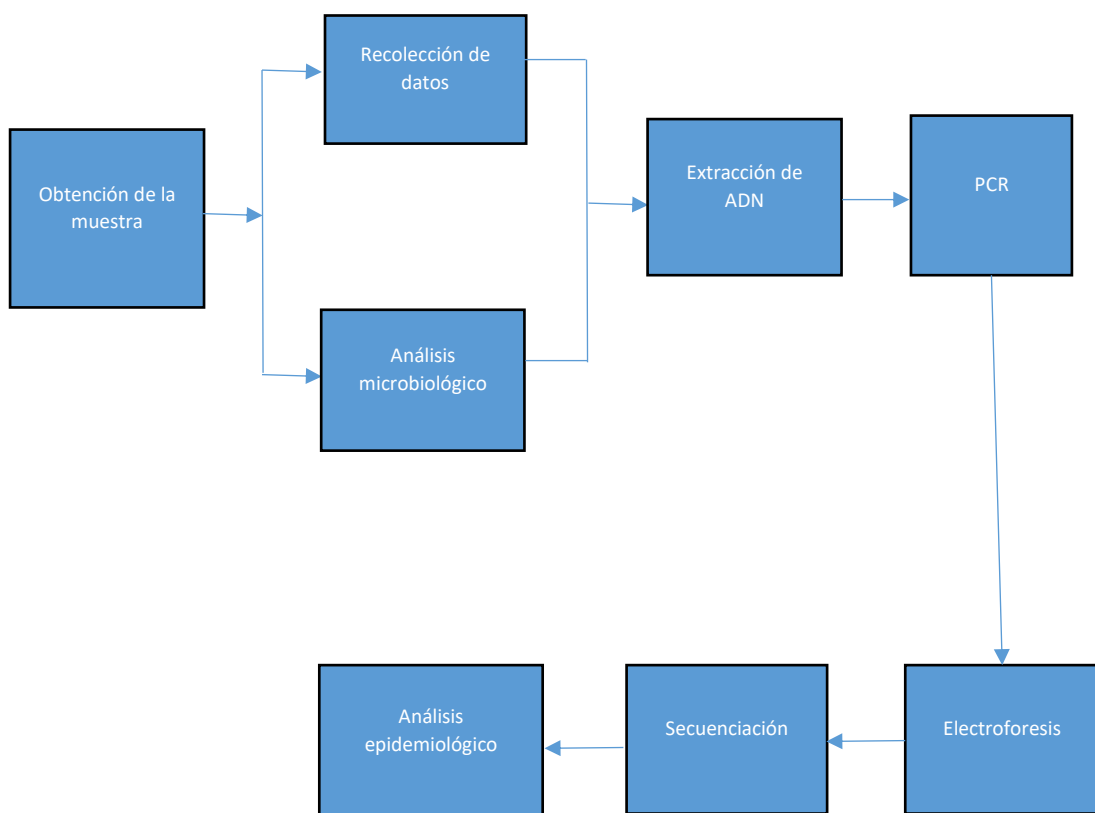 Obtención de la
muestra
Recolección de
datos
Análisis
microbiológico
Extracción de
ADN
PCR
Electroforesis
Secuenciación
Análisis
epidemiológico